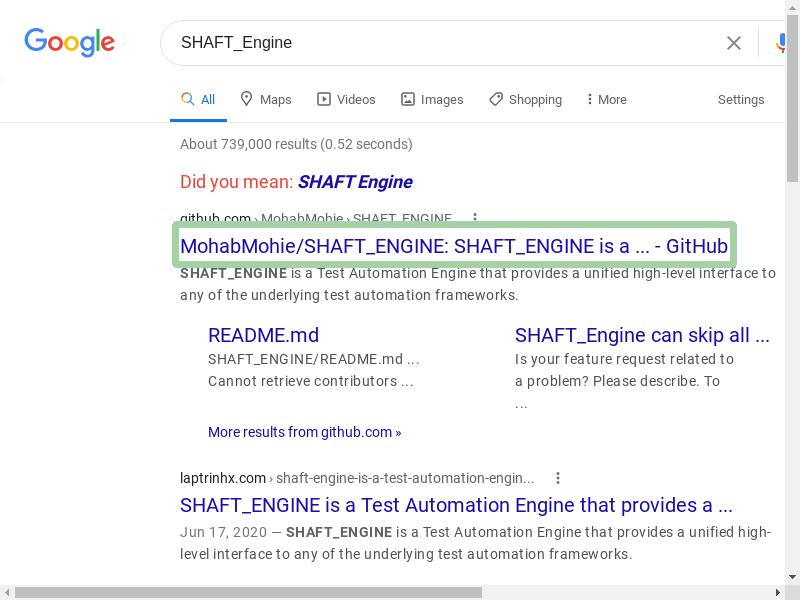 Google
SHAFT_Engine
All Maps Videos Images Shopping More Settings
About 739,000 results (0.52 seconds)
Did you mean: SHAFT Engine
github.com › MohabMohie › SHAFT_ENGINE
MohabMohie/SHAFT_ENGINE: SHAFT_ENGINE is a ... - GitHub
SHAFT_ENGINE is a Test Automation Engine that provides a unified high-level interface to
any of the underlying test automation frameworks.
README.md
SHAFT_ENGINE/README.md ...
Cannot retrieve contributors ...
SHAFT_Engine can skip all ...
Is your feature request related to
a problem? Please describe. To
...
More results from github.com »
laptrinhx.com › shaft-engine-is-a-test-automation-engin...
SHAFT_ENGINE is a Test Automation Engine that provides a ...
Jun 17, 2020 — SHAFT_ENGINE is a Test Automation Engine that provides a unified high-
level interface to any of the underlying test automation frameworks.